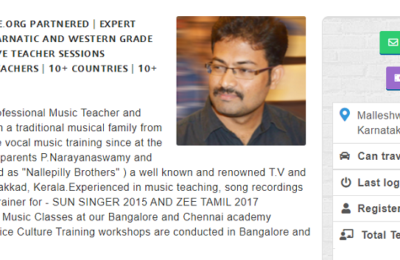 E.ORG PARTNERED | EXPERT
ARNATIC AND WESTERN GRADE
VE TEACHER SESSIONS
ACHERS | 10+ COUNTRIES | 10+
ofessional Music Teacher and
a traditional musical family from
e vocal music training since at the
parents P.Narayanaswamy and
d as "Nallepilly Brothers" ) a well known and renowned T.V and
akkad, Kerala.Experienced in music teaching, song recordings
rainer for - SUN SINGER 2015 AND ZEE TAMIL 2017
Music Classes at our Bangalore and Chennai academy
ice Culture Training workshops are conducted in Bangalore and
Malleshw
Karnatak
Can trav
Last log
Register
Total Te